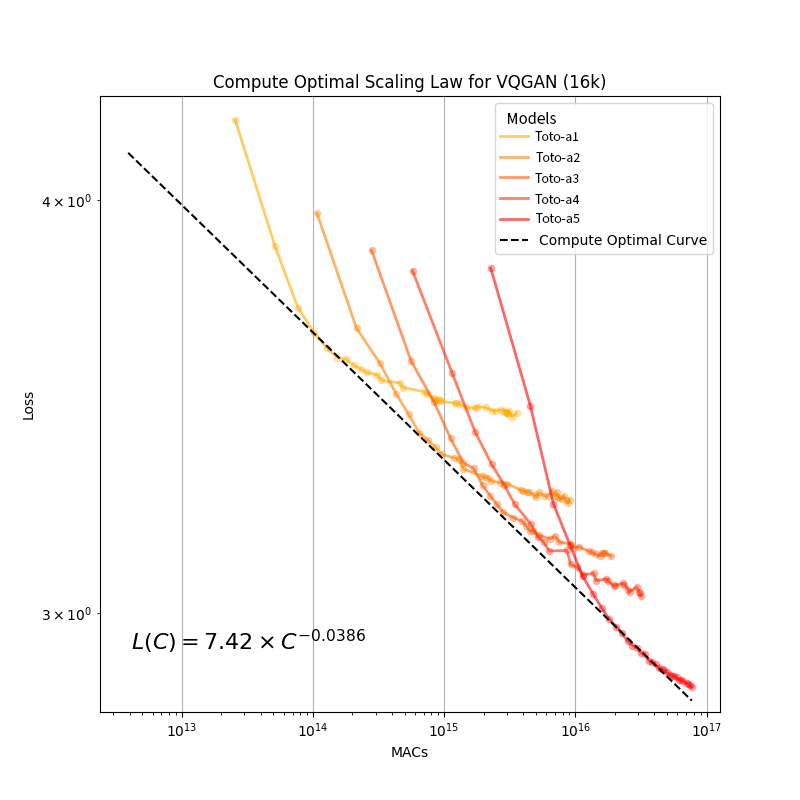 Compute Optimal Scaling Law for VQGAN (16k)
Models
Toto-a1
Toto-a2
Toto-a3
Toto-a4
Toto-a5
Compute Optimal Curve
4 × 10⁰
3 × 10⁰
Loss
L(C) = 7.42 × C⁻⁰·⁰³⁸⁶
10¹³ 10¹⁴ 10¹⁵ 10¹⁶ 10¹⁷
MACs